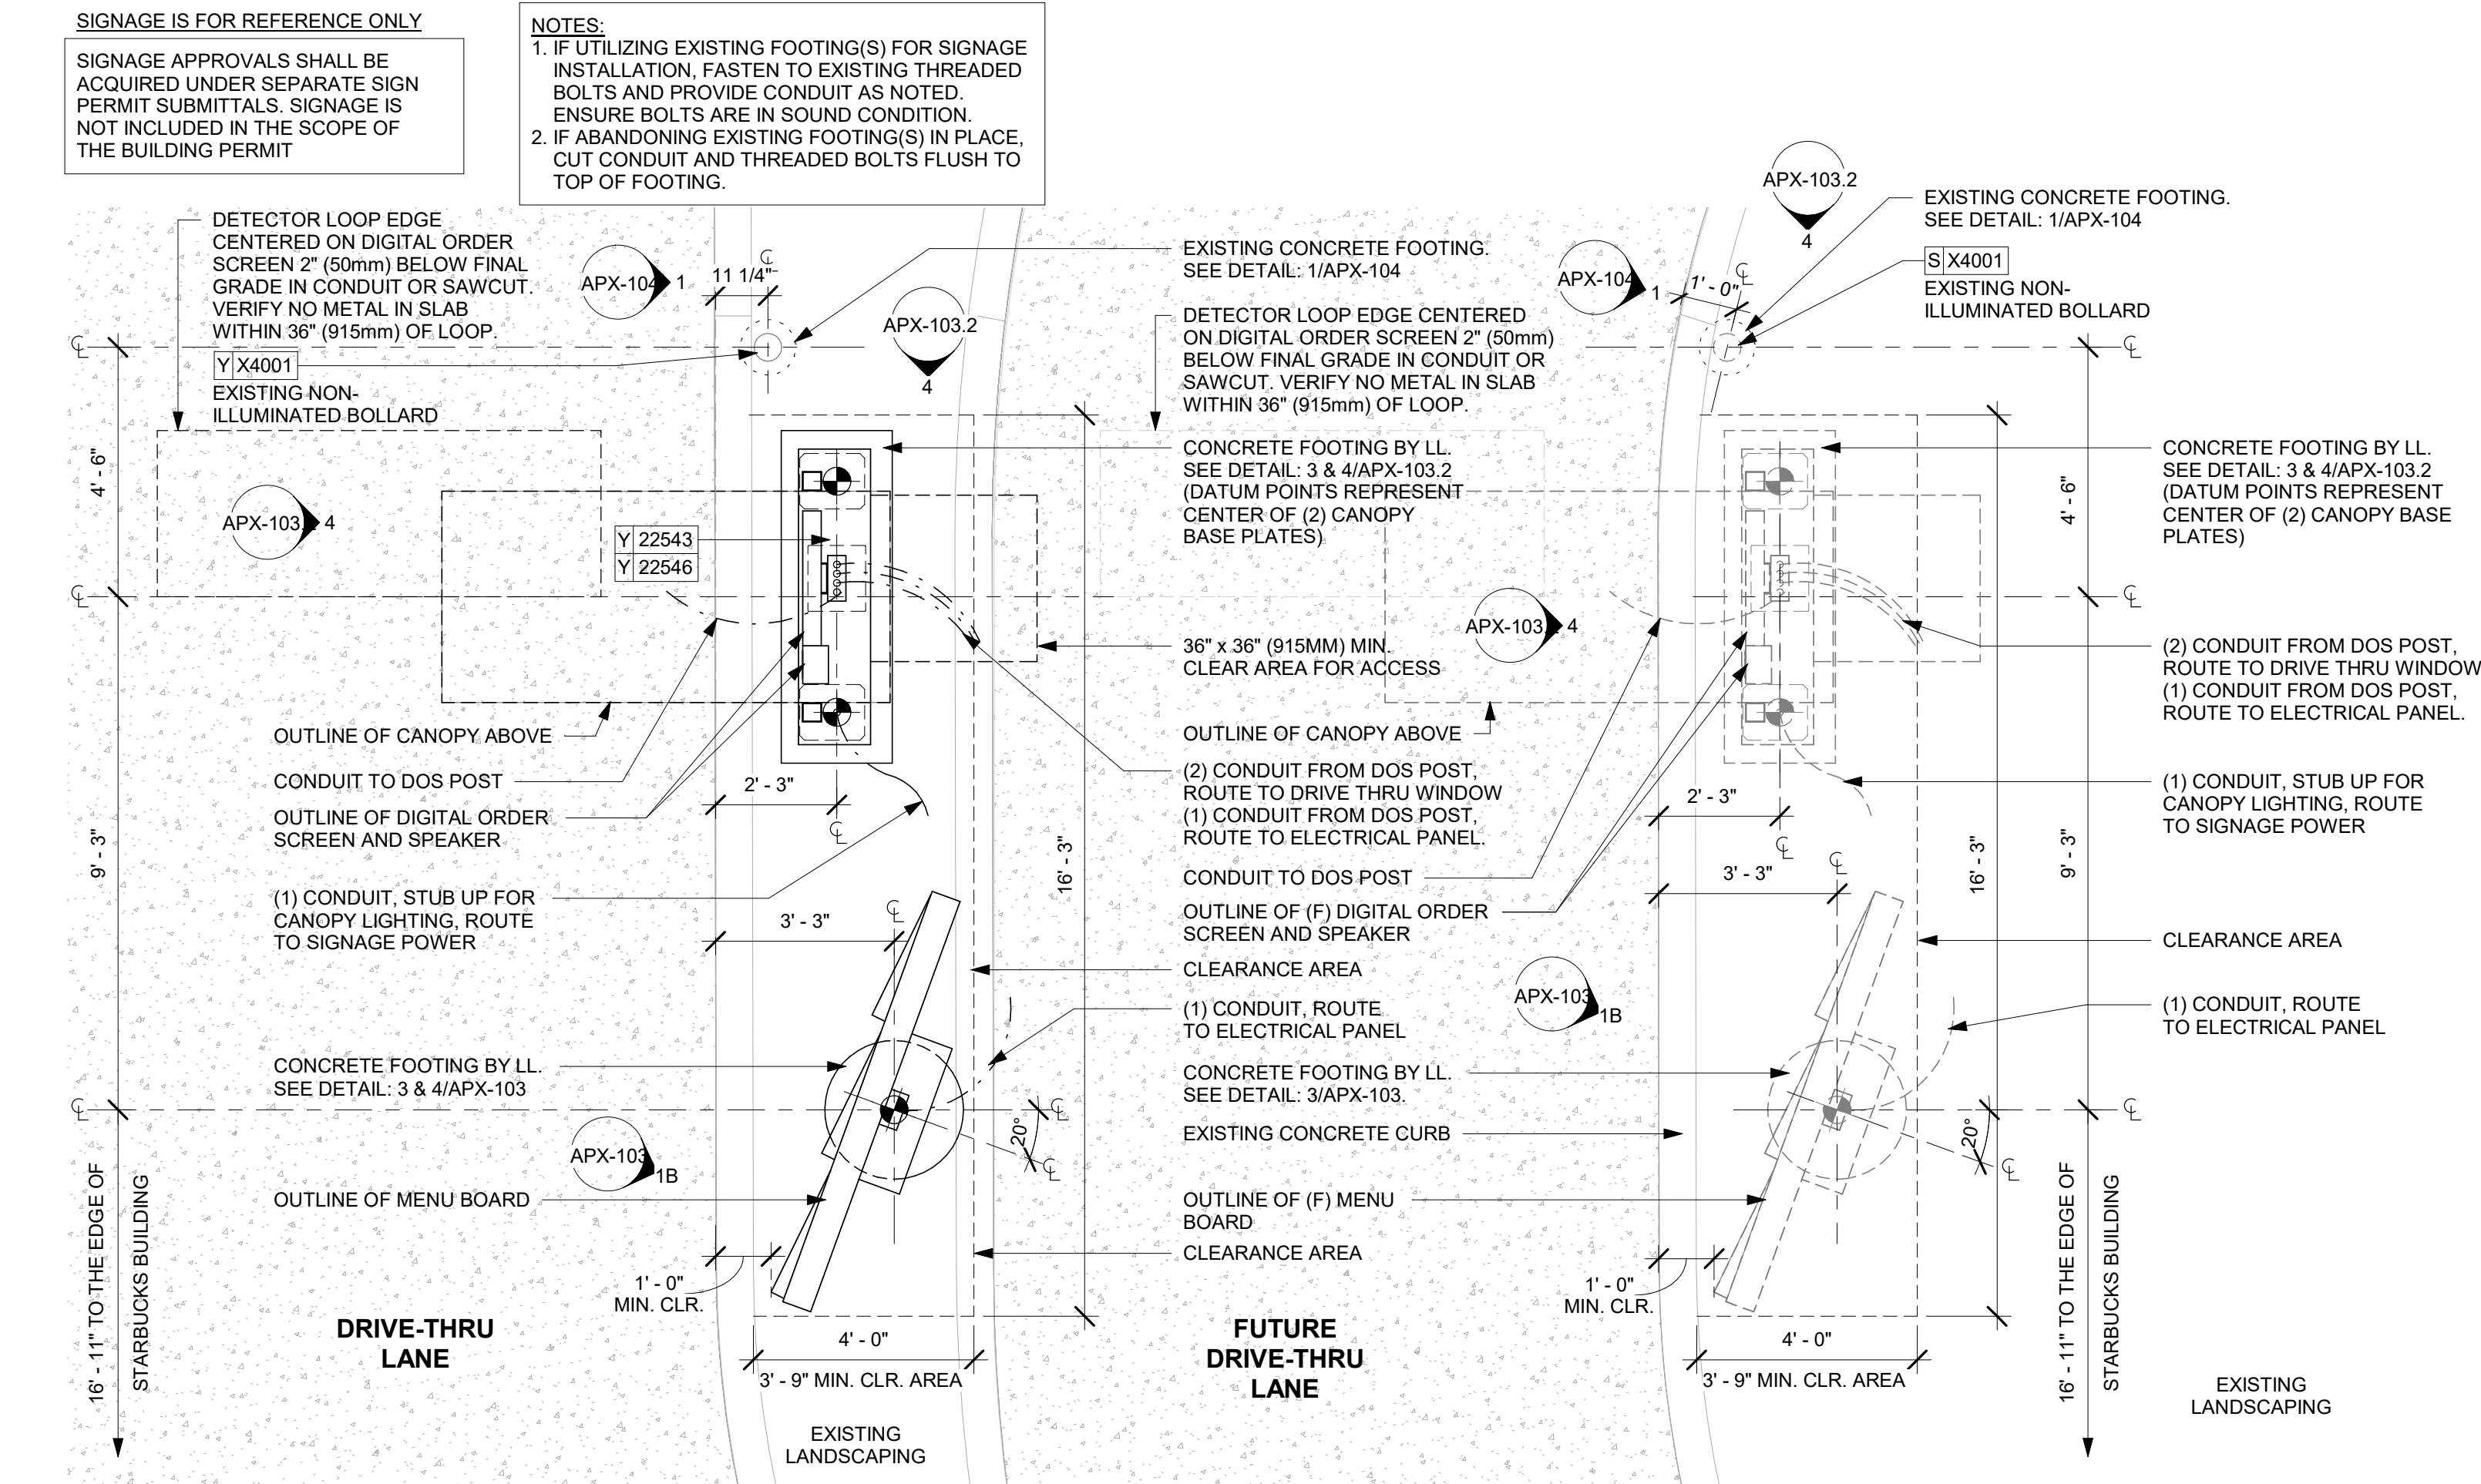 SIGNAGE IS FOR REFERENCE ONLY
SIGNAGE APPROVALS SHALL BE
ACQUIRED UNDER SEPARATE SIGN
PERMIT SUBMITTALS. SIGNAGE IS
NOT INCLUDED IN THE SCOPE OF
THE BUILDING PERMIT
NOTES:
1. IF UTILIZING EXISTING FOOTING(S) FOR SIGNAGE
INSTALLATION, FASTEN TO EXISTING THREADED
BOLTS AND PROVIDE CONDUIT AS NOTED.
ENSURE BOLTS ARE IN SOUND CONDITION.
2. IF ABANDONING EXISTING FOOTING(S) IN PLACE,
CUT CONDUIT AND THREADED BOLTS FLUSH TO
TOP OF FOOTING.
DETECTOR LOOP EDGE
CENTERED ON DIGITAL ORDER
SCREEN 2" (50mm) BELOW FINAL
GRADE IN CONDUIT OR SAWCUT.
VERIFY NO METAL IN SLAB
WITHIN 36" (915mm) OF LOOP.
Y X4001
EXISTING NON-
ILLUMINATED BOLLARD
APX-104 1
11 1/4"
APX-103.2
4
4' - 6"
APX-103. 4
Y 22543
Y 22546
OUTLINE OF CANOPY ABOVE
CONDUIT TO DOS POST
OUTLINE OF DIGITAL ORDER
SCREEN AND SPEAKER
2' - 3"
9' - 3"
(1) CONDUIT, STUB UP FOR
CANOPY LIGHTING, ROUTE
TO SIGNAGE POWER
3' - 3"
16' - 3"
CONCRETE FOOTING BY LL.
SEE DETAIL: 3 & 4/APX-103
APX-103
1B
20°
OUTLINE OF MENU BOARD
16' - 11" TO THE EDGE OF
STARBUCKS BUILDING
1' - 0"
MIN. CLR.
DRIVE-THRU
LANE
4' - 0"
3' - 9" MIN. CLR. AREA
EXISTING
LANDSCAPING
EXISTING CONCRETE FOOTING.
SEE DETAIL: 1/APX-104
DETECTOR LOOP EDGE CENTERED
ON DIGITAL ORDER SCREEN 2" (50mm)
BELOW FINAL GRADE IN CONDUIT OR
SAWCUT. VERIFY NO METAL IN SLAB
WITHIN 36" (915mm) OF LOOP.
CONCRETE FOOTING BY LL.
SEE DETAIL: 3 & 4/APX-103.2
(DATUM POINTS REPRESENT
CENTER OF (2) CANOPY
BASE PLATES)
APX-103. 4
36" x 36" (915MM) MIN.
CLEAR AREA FOR ACCESS
OUTLINE OF CANOPY ABOVE
(2) CONDUIT FROM DOS POST,
ROUTE TO DRIVE THRU WINDOW
(1) CONDUIT FROM DOS POST,
ROUTE TO ELECTRICAL PANEL.
CONDUIT TO DOS POST
OUTLINE OF (F) DIGITAL ORDER
SCREEN AND SPEAKER
CLEARANCE AREA
(1) CONDUIT, ROUTE
TO ELECTRICAL PANEL
APX-103
1B
CONCRETE FOOTING BY LL.
SEE DETAIL: 3/APX-103.
EXISTING CONCRETE CURB
OUTLINE OF (F) MENU
BOARD
CLEARANCE AREA
FUTURE
DRIVE-THRU
LANE
APX-103.2
4
APX-104 1
1' - 0"
EXISTING CONCRETE FOOTING.
SEE DETAIL: 1/APX-104
S X4001
EXISTING NON-
ILLUMINATED BOLLARD
4' - 6"
CONCRETE FOOTING BY LL.
SEE DETAIL: 3 & 4/APX-103.2
(DATUM POINTS REPRESENT
CENTER OF (2) CANOPY BASE
PLATES)
(2) CONDUIT FROM DOS POST,
ROUTE TO DRIVE THRU WINDOW
(1) CONDUIT FROM DOS POST,
ROUTE TO ELECTRICAL PANEL.
2' - 3"
(1) CONDUIT, STUB UP FOR
CANOPY LIGHTING, ROUTE
TO SIGNAGE POWER
3' - 3"
16' - 3"
9' - 3"
CLEARANCE AREA
(1) CONDUIT, ROUTE
TO ELECTRICAL PANEL
20°
16' - 11" TO THE EDGE OF
STARBUCKS BUILDING
1' - 0"
MIN. CLR.
4' - 0"
3' - 9" MIN. CLR. AREA
EXISTING
LANDSCAPING